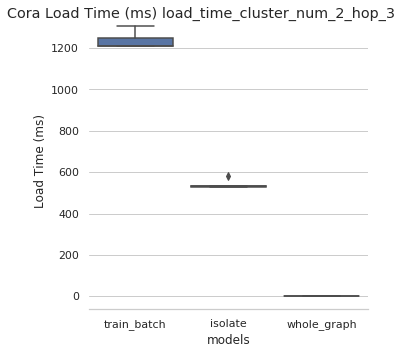 Cora Load Time (ms) load_time_cluster_num_2_hop_3
1200
1000
800
600
400
200
0
Load Time (ms)
train_batch isolate whole_graph
models